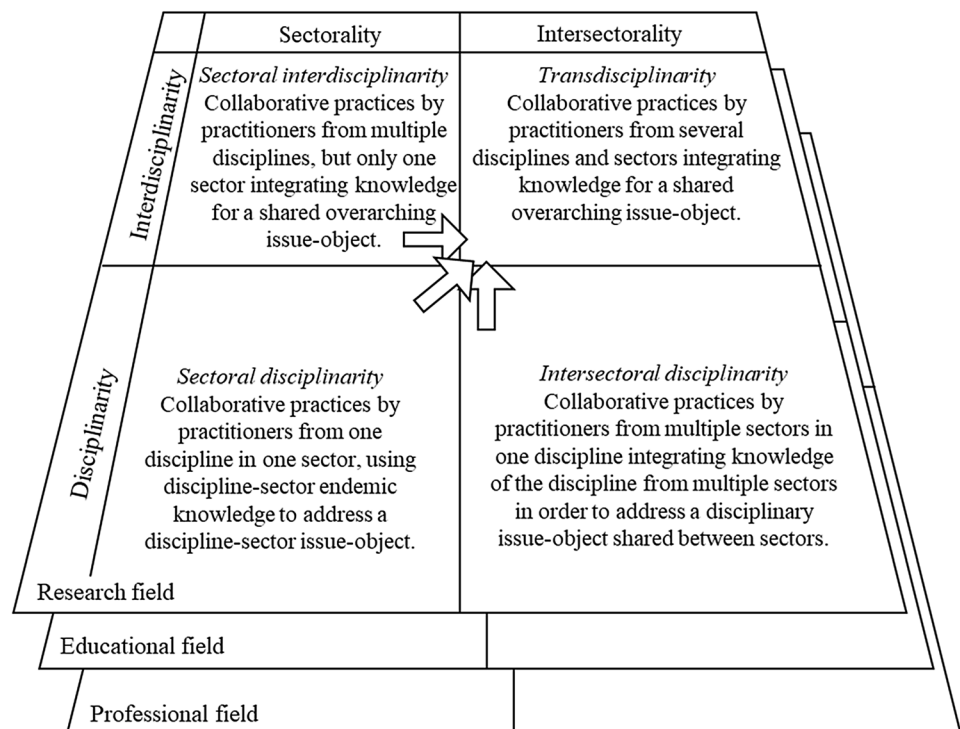 Sectorality
Intersectorality
Interdisciplinarity
Sectoral interdisciplinarity
Collaborative practices by
practitioners from multiple
disciplines, but only one
sector integrating knowledge
for a shared overarching
issue-object.
Transdisciplinarity
Collaborative practices by
practitioners from several
disciplines and sectors integrating
knowledge for a shared
overarching issue-object.
Disciplinarity
Sectoral disciplinarity
Collaborative practices by
practitioners from one
discipline in one sector, using
discipline-sector endemic
knowledge to address a
discipline-sector issue-object.
Intersectoral disciplinarity
Collaborative practices by
practitioners from multiple sectors in
one discipline integrating knowledge
of the discipline from multiple sectors
in order to address a disciplinary
issue-object shared between sectors.
Research field
Educational field
Professional field